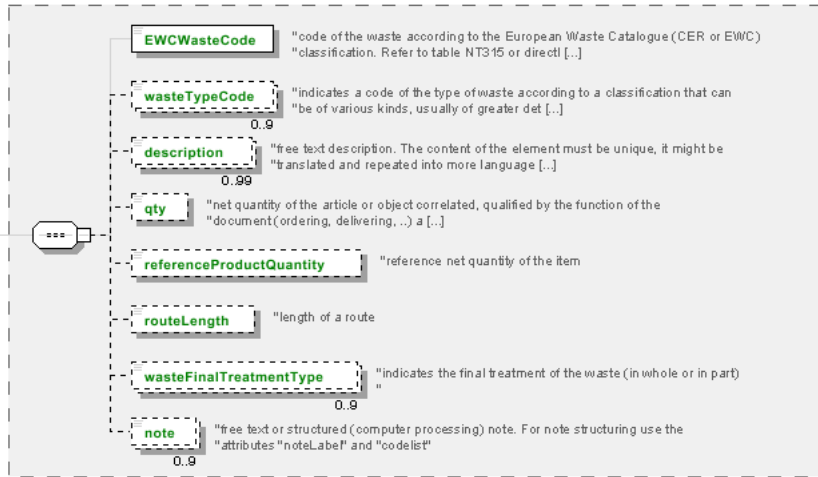 EWCWasteCode
"code of the waste according to the European Waste Catalogue (CER or EWC)
"classification. Refer to table NT315 or directl [...]
wasteTypeCode
"indicates a code of the type of waste according to a classification that can
"be of various kinds, usually of greater det [...]
0..9
description
"free text description. The content of the element must be unique, it might be
"translated and repeated into more language [...]
0..99
qty
"net quantity of the article or object correlated, qualified by the function of the
"document (ordering, delivering, ..) a [...]
referenceProductQuantity
"reference net quantity of the item
routeLength
"length of a route
wasteFinalTreatmentType
"indicates the final treatment of the waste (in whole or in part)
"
0..9
note
"free text or structured (computer processing) note. For note structuring use the
"attributes "noteLabel" and "codelist"
0..9